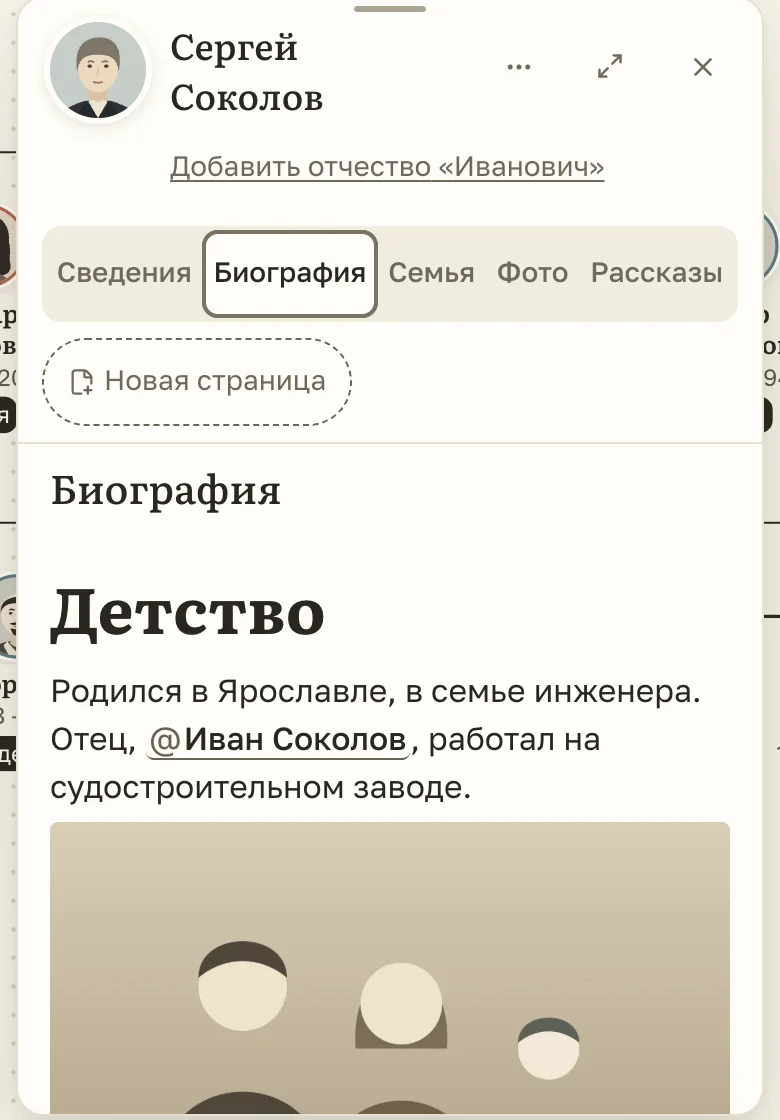 Сергей
Соколов
Добавить отчество «Иванович»
Сведения Биография Семья Фото Рассказы
Новая страница
Биография
Детство
Родился в Ярославле, в семье инженера.
Отец, @Иван Соколов, работал на
судостроительном заводе.